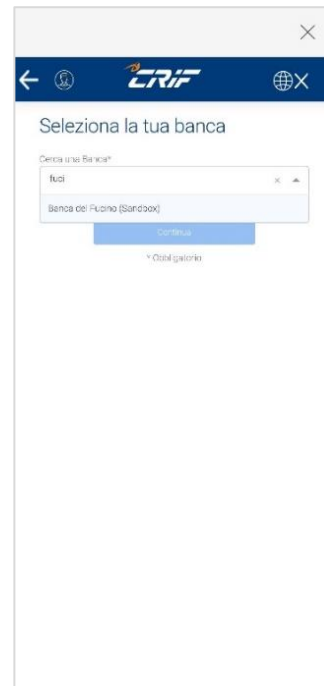 CRIF
Seleziona la tua banca
Cerca una Banca*
fuci
Banca del Fucino (Sandbox)
Continua
* Obbligatorio